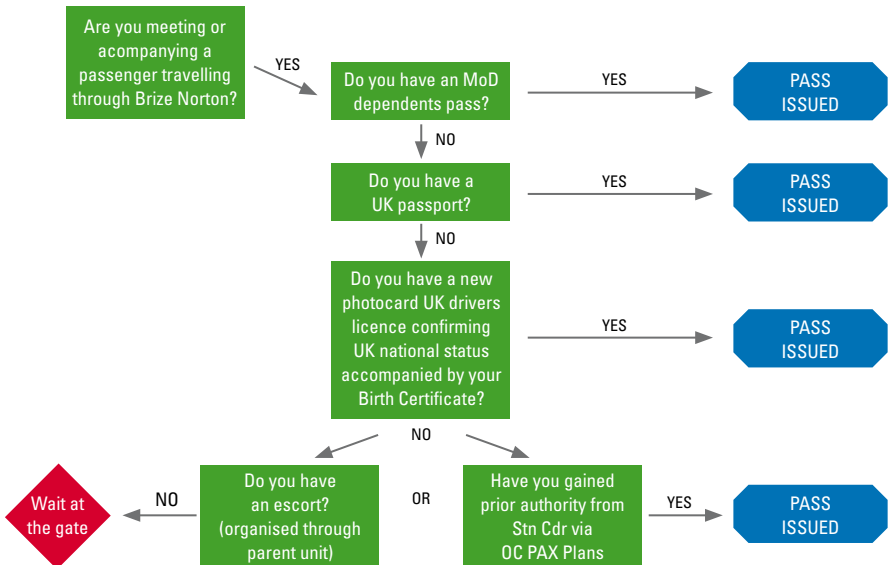 Are you meeting or
acompanying a
passenger travelling
through Brize Norton?
YES
Do you have an MoD
dependents pass?
YES
PASS
ISSUED
NO
Do you have a
UK passport?
YES
PASS
ISSUED
NO
Do you have a new
photocard UK drivers
licence confirming
UK national status
accompanied by your
Birth Certificate?
YES
PASS
ISSUED
NO
Wait at
the gate
NO
Do you have
an escort?
(organised through
parent unit)
OR
Have you gained
prior authority from
Stn Cdr via
OC PAX Plans
YES
PASS
ISSUED